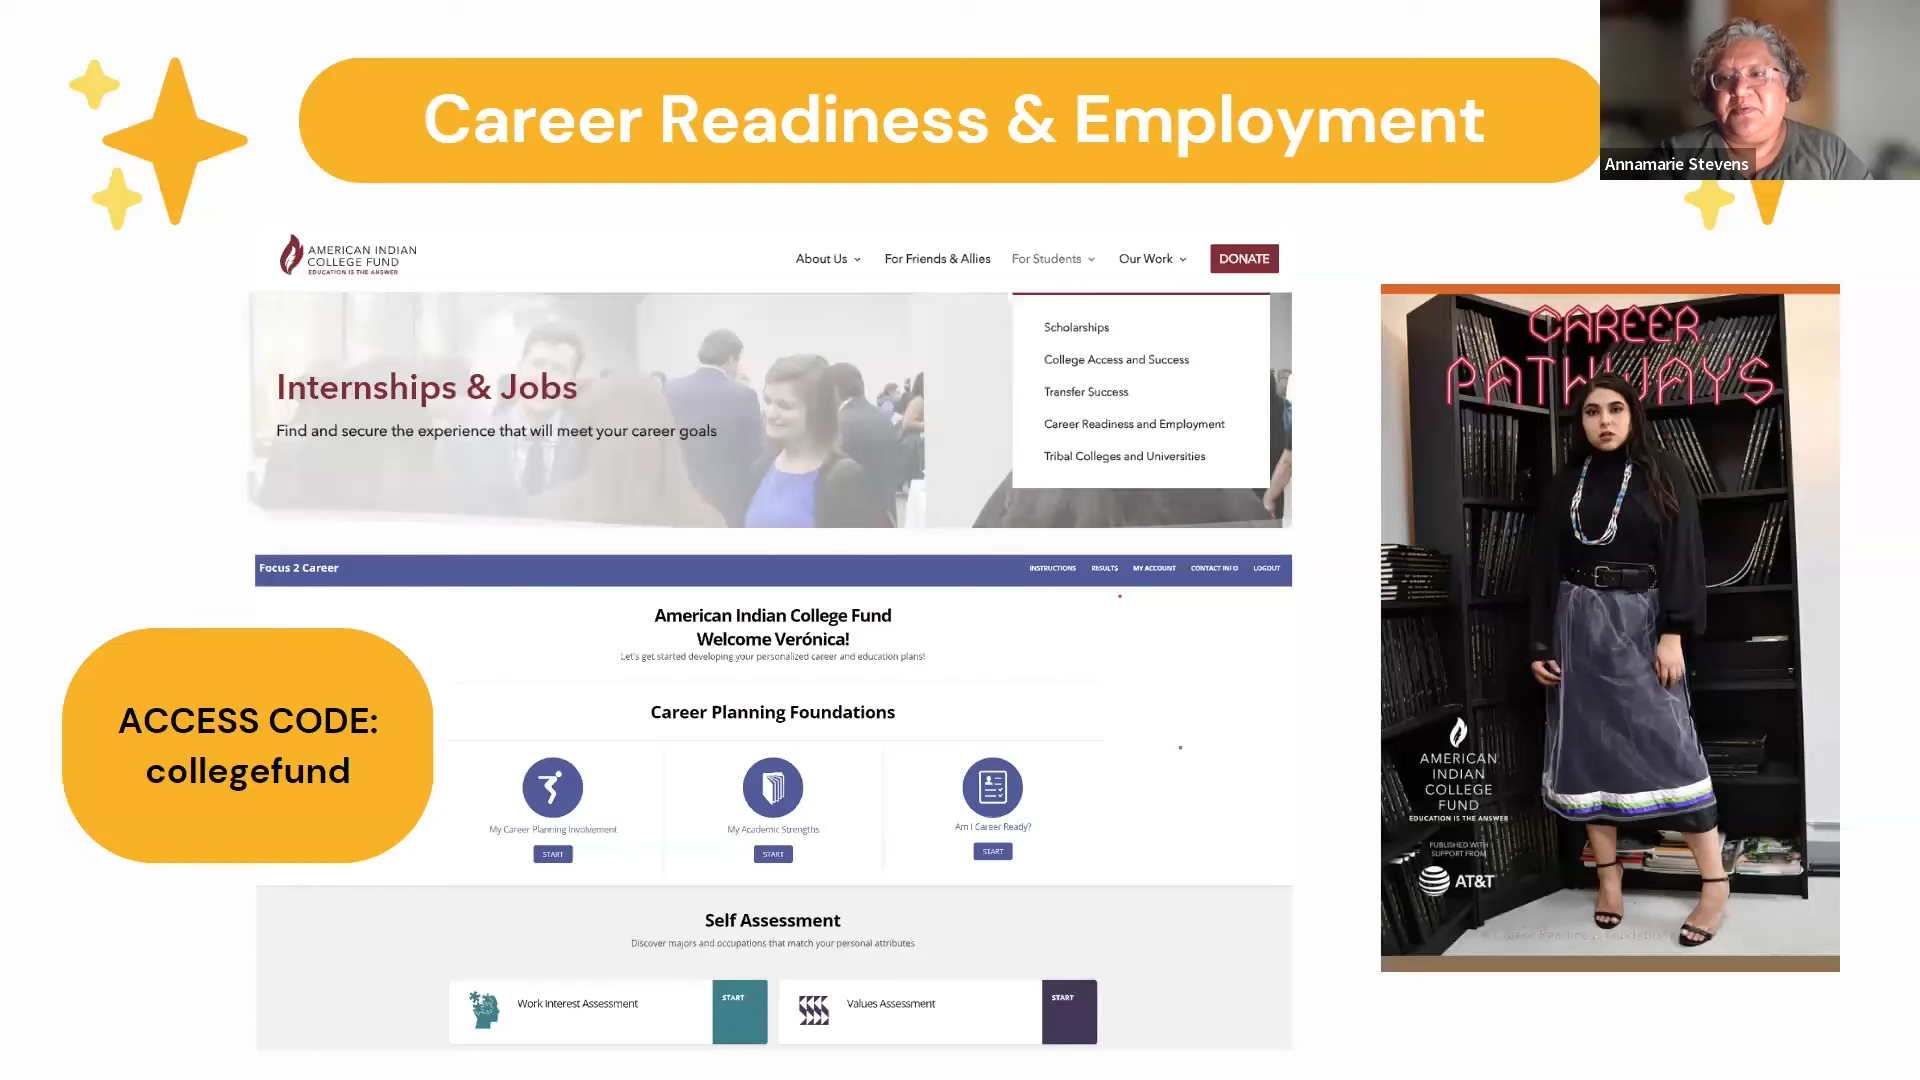 Career Readiness & Employment
Annamarie Stevens
AMERICAN INDIAN
COLLEGE FUND
EDUCATION IS THE ANSWER
About Us
For Friends & Allies
For Students
Our Work
DONATE
Scholarships
College Access and Success
Transfer Success
Career Readiness and Employment
Tribal Colleges and Universities
Internships & Jobs
Find and secure the experience that will meet your career goals
Focus 2 Career
INSTRUCTIONS
RESULTS
MY ACCOUNT
CONTACT INFO
LOGOUT
American Indian College Fund
Welcome Verónica!
Let's get started developing your personalized career and education plans!
Career Planning Foundations
My Career Planning Involvement
START
My Academic Strengths
START
Am I Career Ready?
START
Self Assessment
Discover majors and occupations that match your personal attributes
Work Interest Assessment
START
Values Assessment
START
ACCESS CODE:
collegefund
CAREER
PATHWAYS
AMERICAN
INDIAN
COLLEGE
FUND
EDUCATION IS THE ANSWER
PUBLISHED WITH
SUPPORT FROM
AT&T
Career Readiness Guidebook